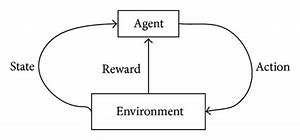 Agent
State
Reward
Action
Environment